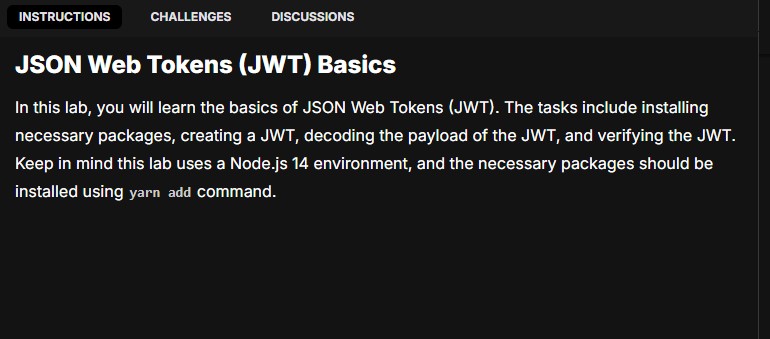 INSTRUCTIONS CHALLENGES DISCUSSIONS
JSON Web Tokens (JWT) Basics
In this lab, you will learn the basics of JSON Web Tokens (JWT). The tasks include installing
necessary packages, creating a JWT, decoding the payload of the JWT, and verifying the JWT.
Keep in mind this lab uses a Node.js 14 environment, and the necessary packages should be
installed using yarn add command.